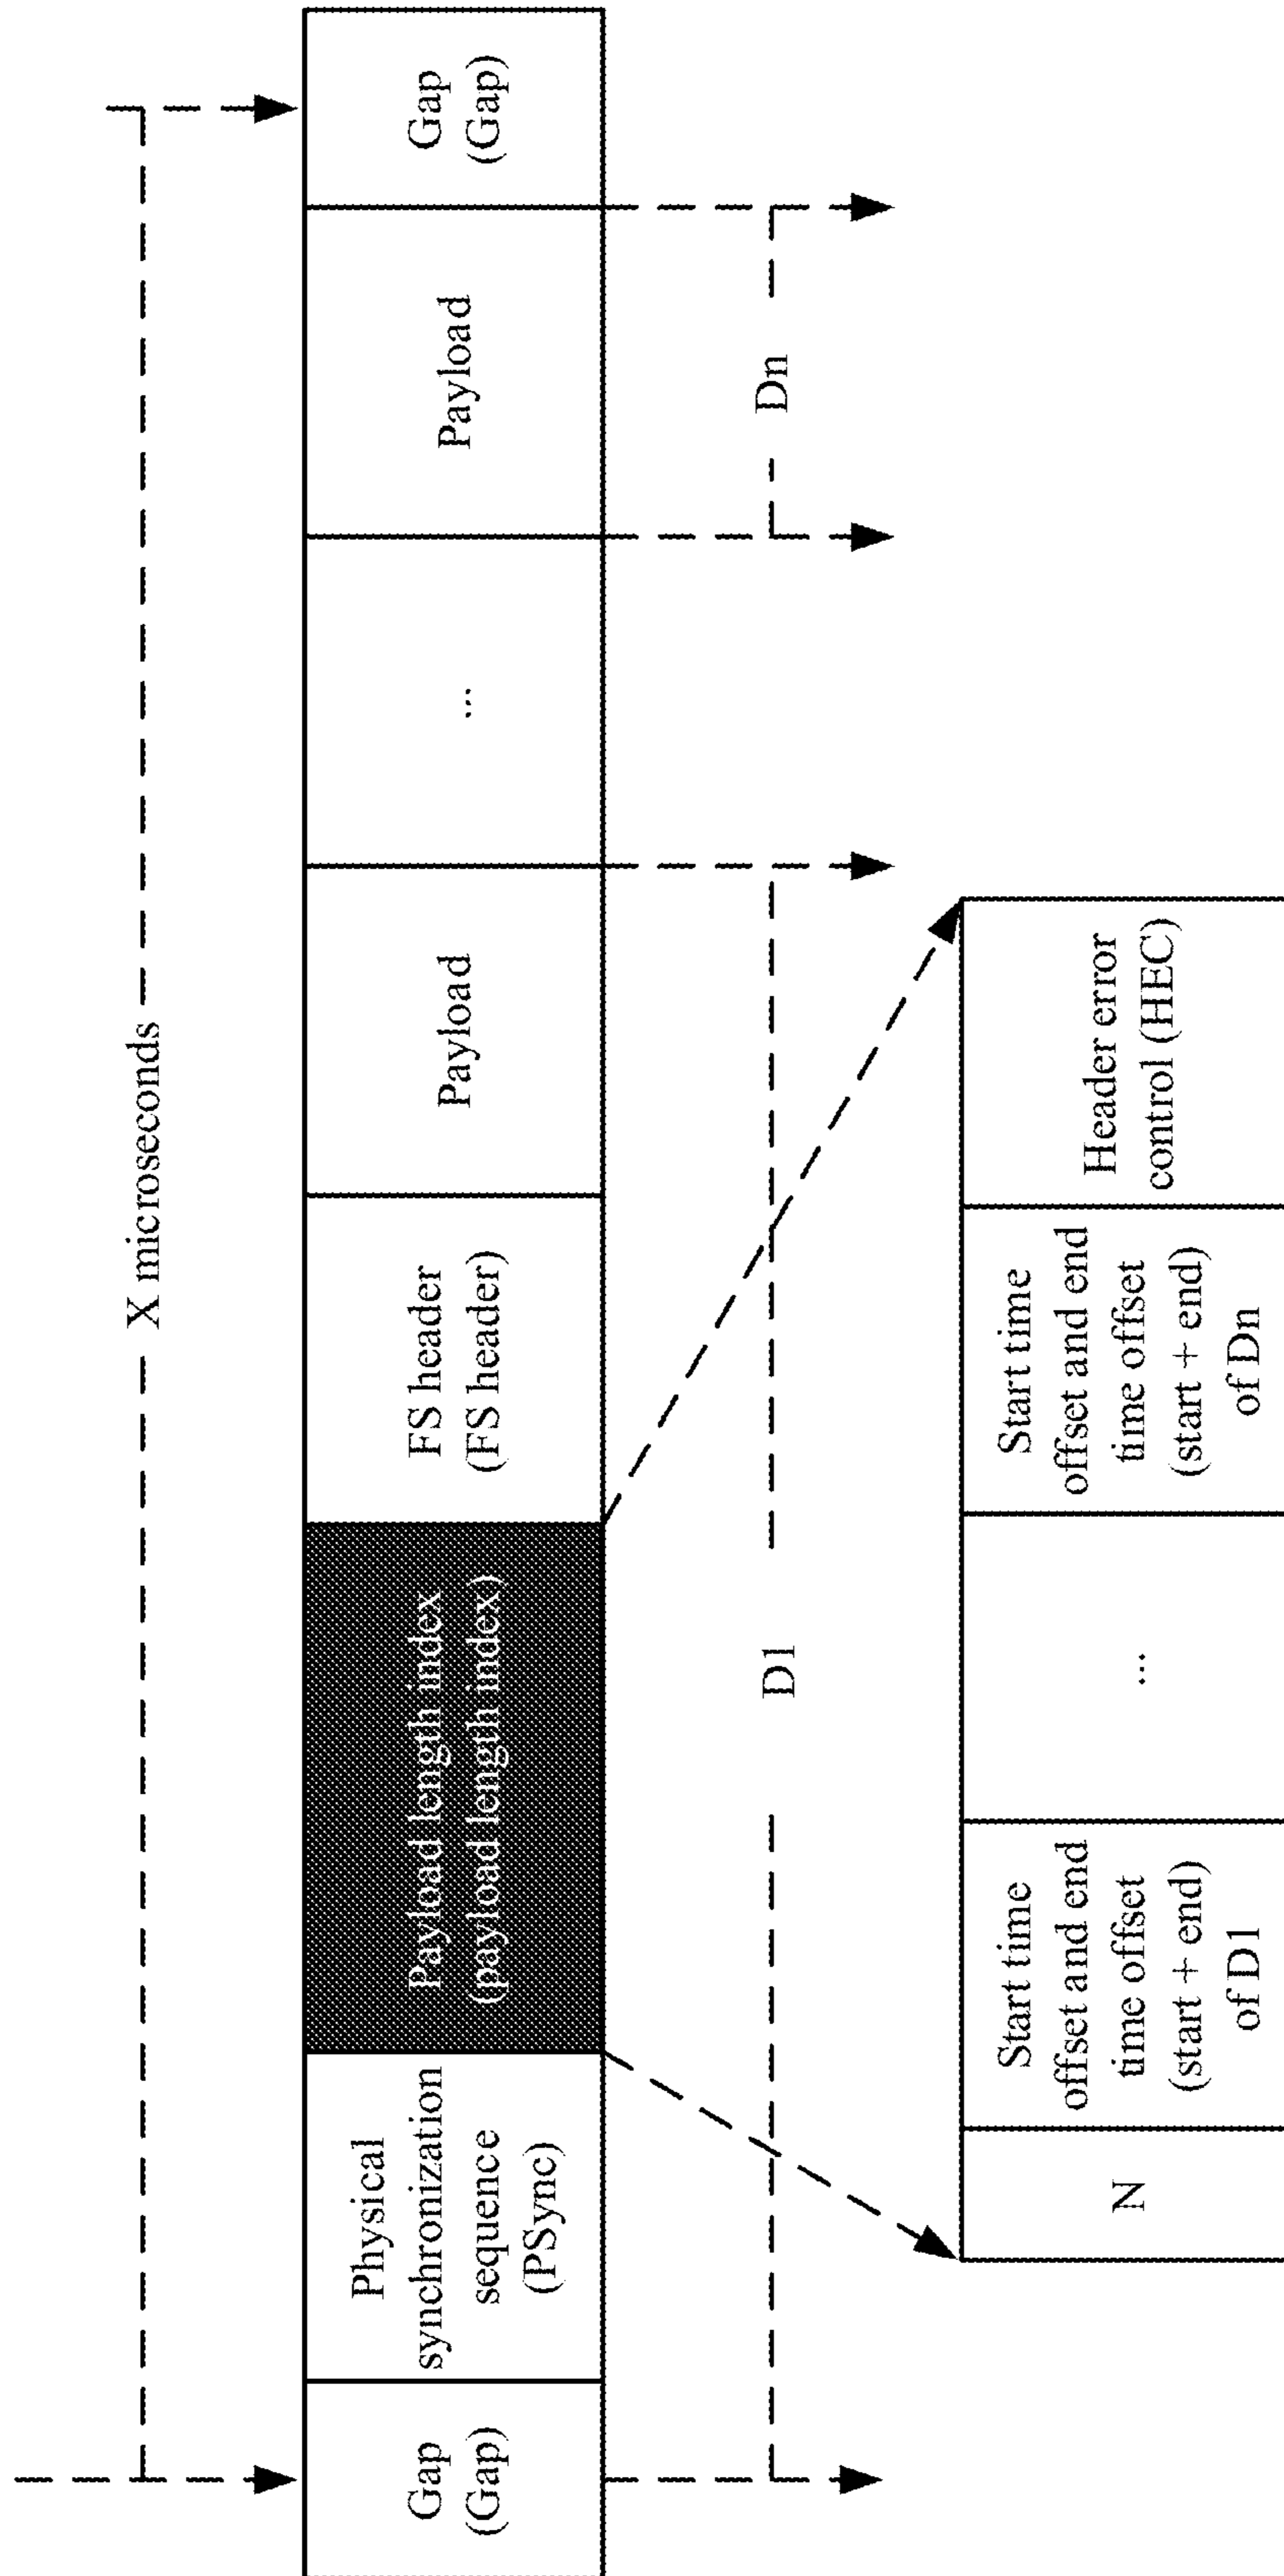 X microseconds
Gap
(Gap)
Physical
synchronization
sequence
(PSync)
Payload length index
(payload length index)
FS header
(FS header)
Payload
...
Payload
Gap
(Gap)
D1
Dn
N
Start time
offset and end
time offset
(start + end)
of D1
...
Start time
offset and end
time offset
(start + end)
of Dn
Header error
control (HEC)